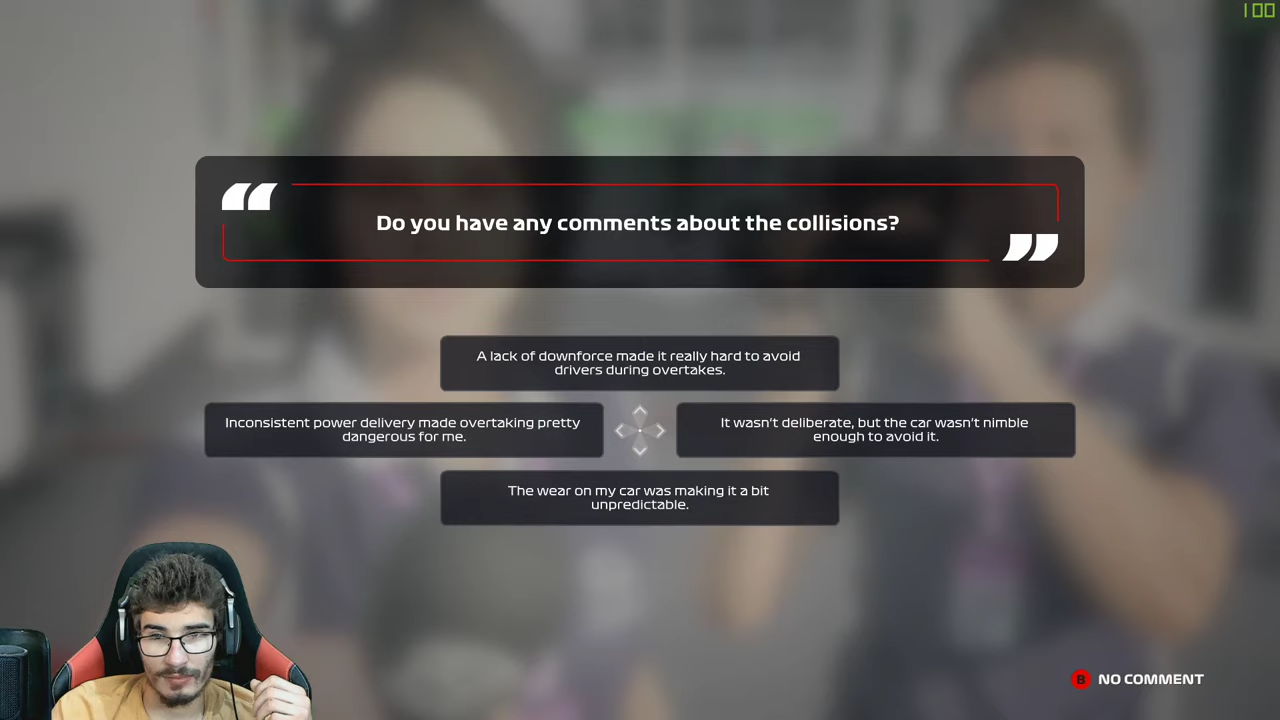 100
Do you have any comments about the collisions?
A lack of downforce made it really hard to avoid
drivers during overtakes.
Inconsistent power delivery made overtaking pretty
dangerous for me.
It wasn't deliberate, but the car wasn't nimble
enough to avoid it.
The wear on my car was making it a bit
unpredictable.
B NO COMMENT